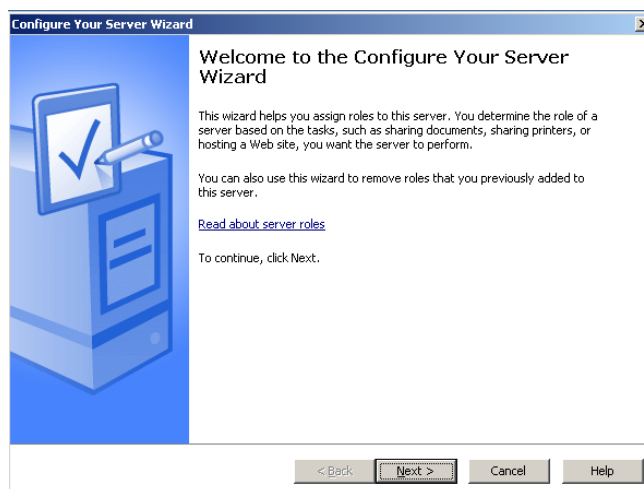 Configure Your Server Wizard
Welcome to the Configure Your Server
Wizard
This wizard helps you assign roles to this server. You determine the role of a
server based on the tasks, such as sharing documents, sharing printers, or
hosting a Web site, you want the server to perform.
You can also use this wizard to remove roles that you previously added to
this server.
Read about server roles
To continue, click Next.
< Back Next > Cancel Help